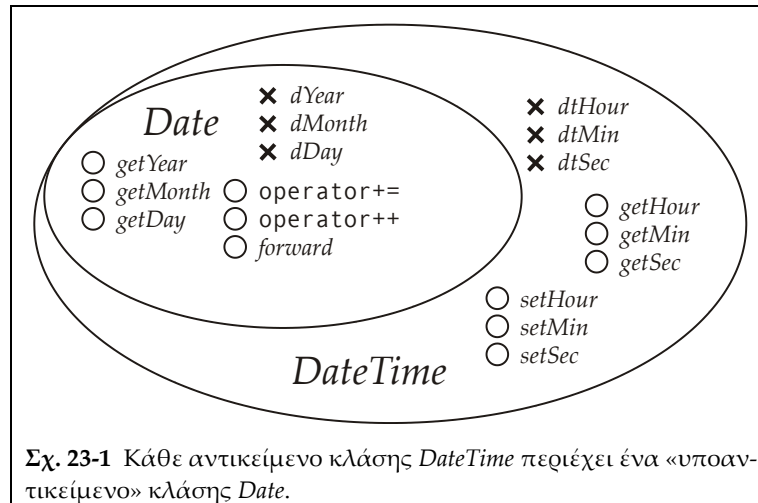 Date
dYear
dMonth
dDay
getYear
getMonth
getDay
operator+=
operator++
forward
dtHour
dtMin
dtSec
getHour
getMin
getSec
setHour
setMin
setSec
DateTime
Σχ. 23-1 Κάθε αντικείμενο κλάσης DateTime περιέχει ένα «υποαν-
τικείμενο» κλάσης Date.